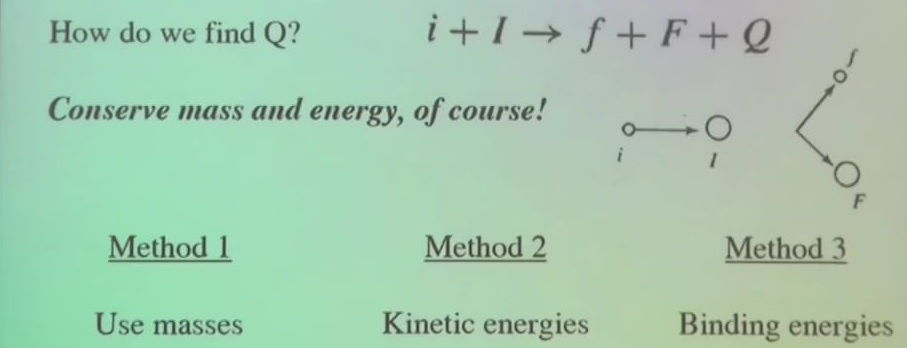 How do we find Q?
i + I → f + F + Q
Conserve mass and energy, of course!
f
i
I
F
Method 1
Method 2
Method 3
Use masses
Kinetic energies
Binding energies